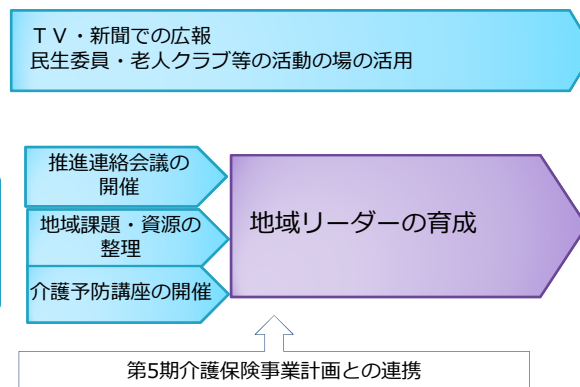 ＴＶ・新聞での広報
民生委員・老人クラブ等の活動の場の活用
推進連絡会議の
開催
地域課題・資源の
整理
介護予防講座の開催
地域リーダーの育成
第5期介護保険事業計画との連携